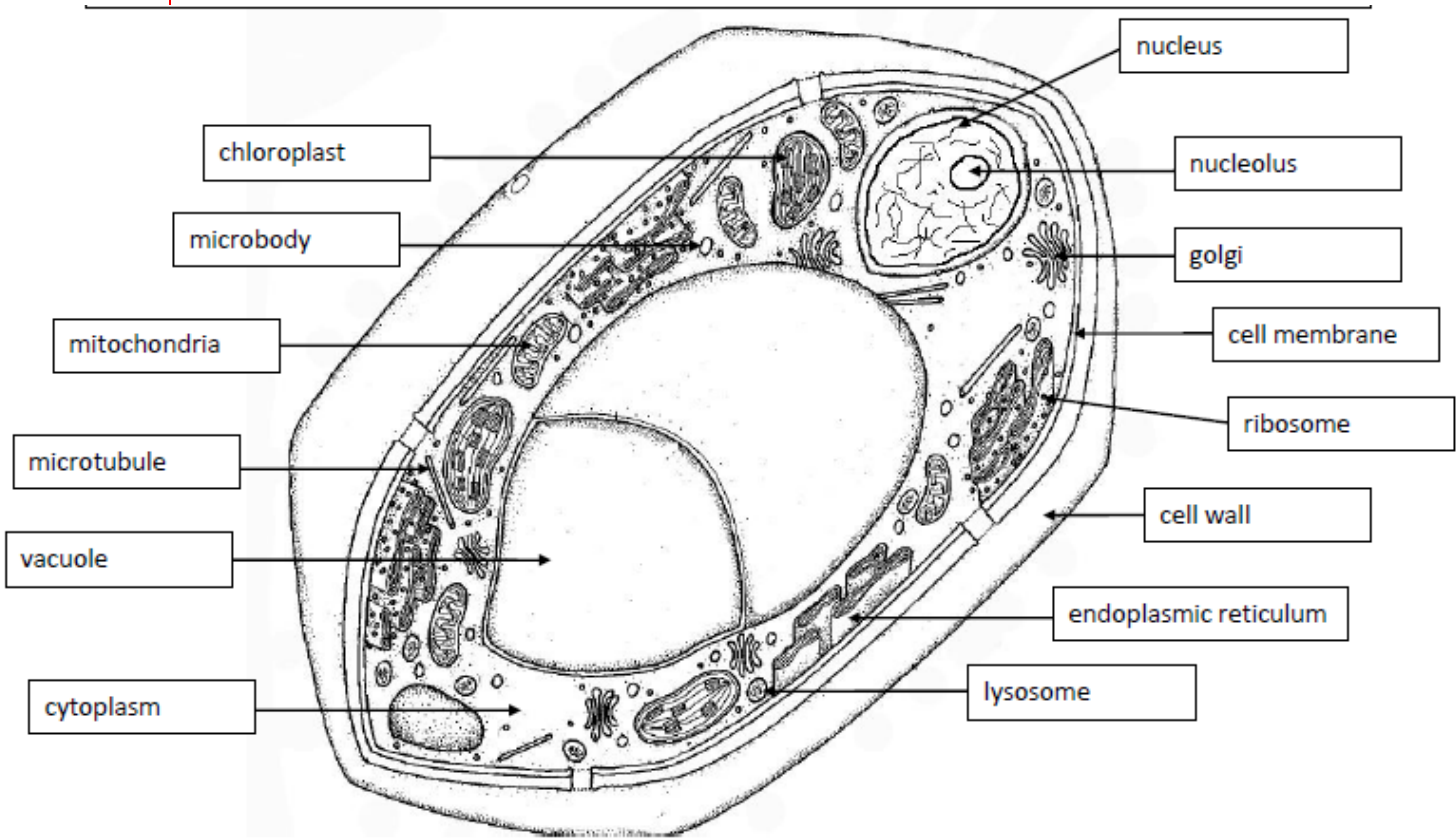 nucleus
chloroplast
nucleolus
microbody
golgi
mitochondria
cell membrane
ribosome
microtubule
cell wall
vacuole
endoplasmic reticulum
lysosome
cytoplasm